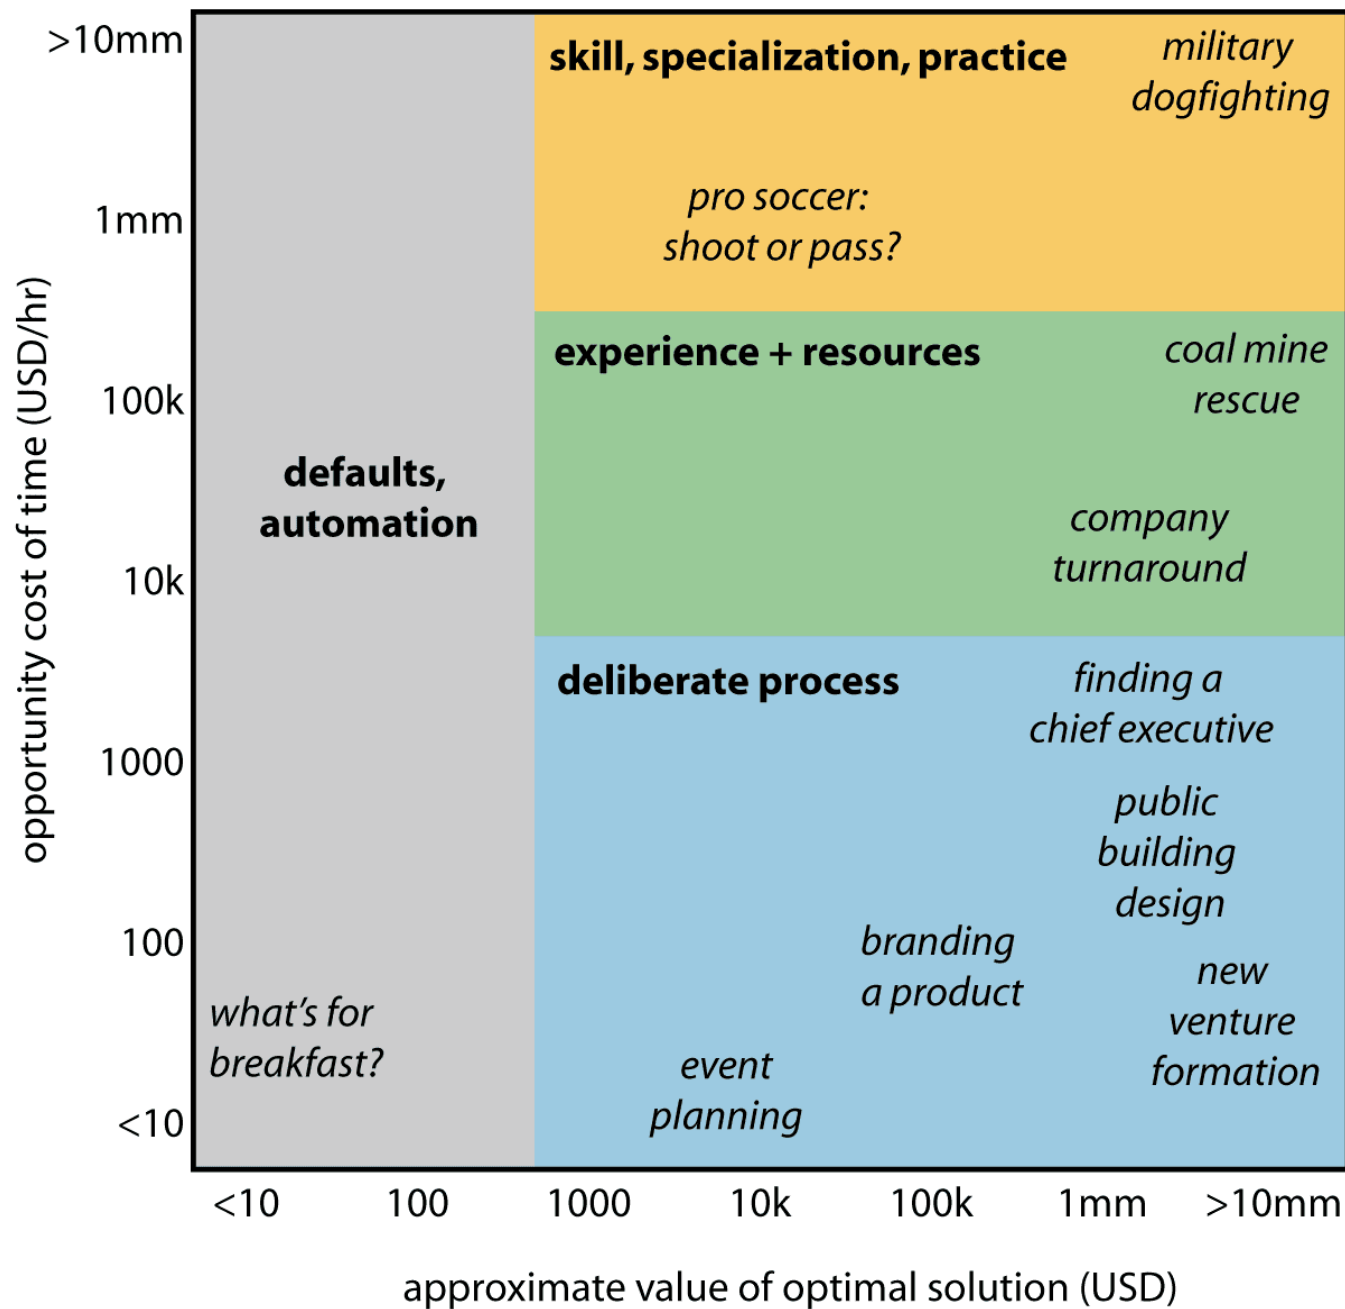 >10mm
1mm
100k
10k
1000
100
<10
opportunity cost of time (USD/hr)
defaults,
automation
what's for
breakfast?
skill, specialization, practice
military
dogfighting
pro soccer:
shoot or pass?
experience + resources
coal mine
rescue
company
turnaround
deliberate process
finding a
chief executive
public
building
design
branding
a product
new
venture
formation
event
planning
<10 100 1000 10k 100k 1mm >10mm
approximate value of optimal solution (USD)